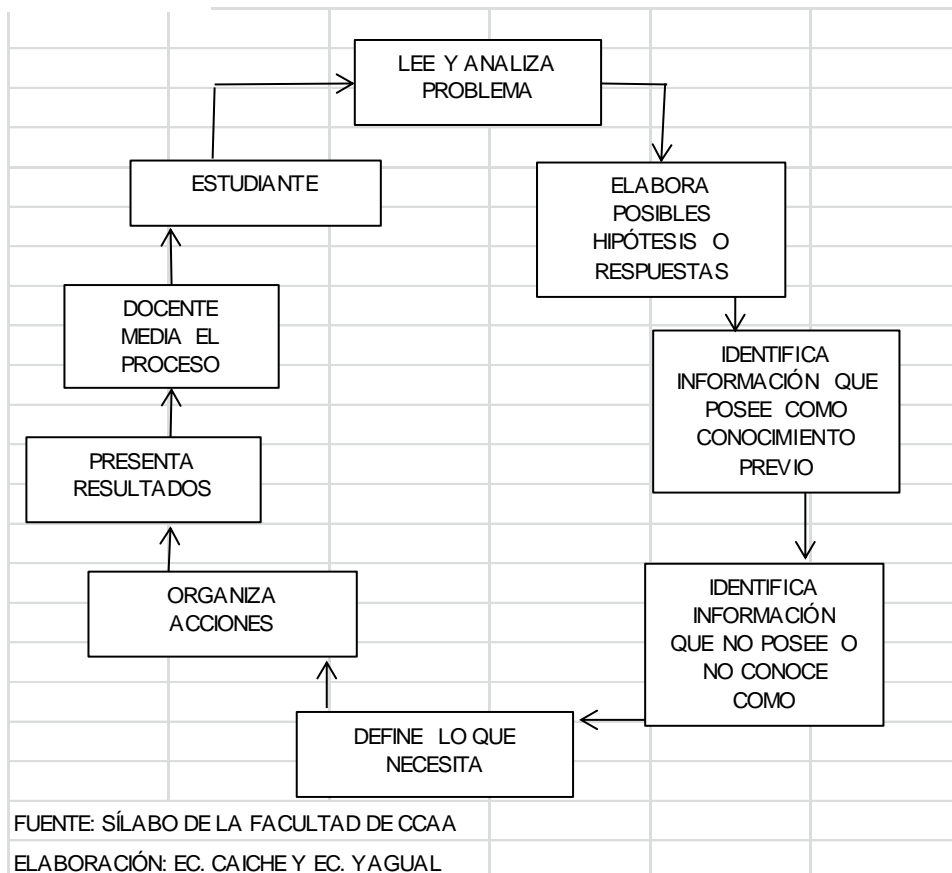 LEE Y ANALIZA
PROBLEMA
ELABORA
POSIBLES
HIPÓTESIS O
RESPUESTAS
IDENTIFICA
INFORMACIÓN QUE
POSEE COMO
CONOCIMIENTO
PREVIO
IDENTIFICA
INFORMACIÓN
QUE NO POSEE O
NO CONOCE
COMO
DEFINE LO QUE
NECESITA
ORGANIZA
ACCIONES
PRESENTA
RESULTADOS
DOCENTE
MEDIA EL
PROCESO
ESTUDIANTE
FUENTE: SÍLABO DE LA FACULTAD DE CCAA
ELABORACIÓN: EC. CAICHE Y EC. YAGUAL